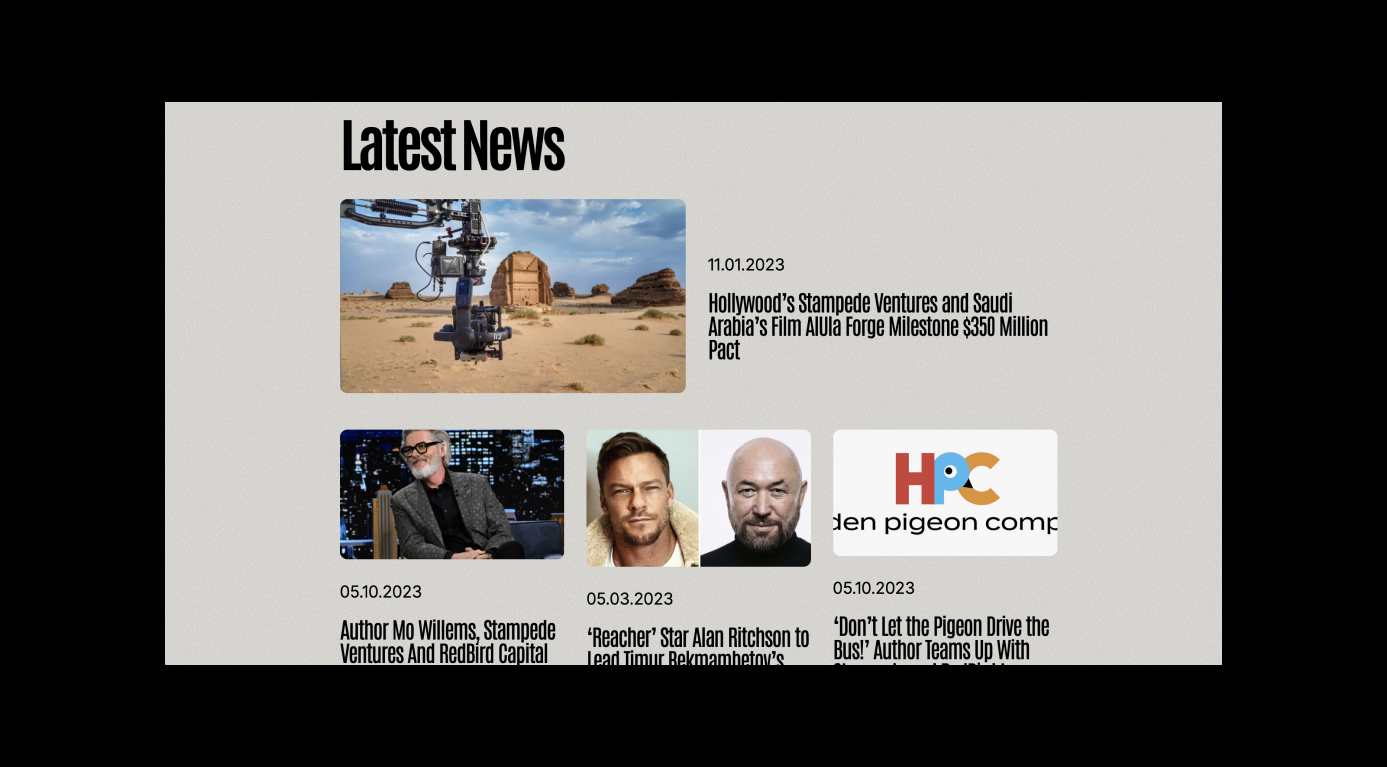 Latest News
R2
11.01.2023
Hollywood’s Stampede Ventures and Saudi
Arabia’s Film AlUla Forge Milestone $350 Million
Pact
HPC
den pigeon comp
05.10.2023
Author Mo Willems, Stampede
Ventures And RedBird Capital
05.03.2023
‘Reacher’ Star Alan Ritchson to
Lead Timur Bekmambetov’s
05.10.2023
‘Don’t Let the Pigeon Drive the
Bus!’ Author Teams Up With